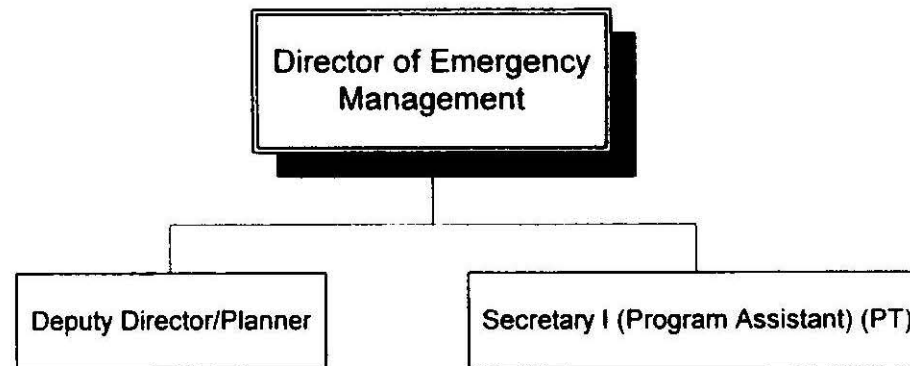 Director of Emergency
Management
Deputy Director/Planner
Secretary I (Program Assistant) (PT)